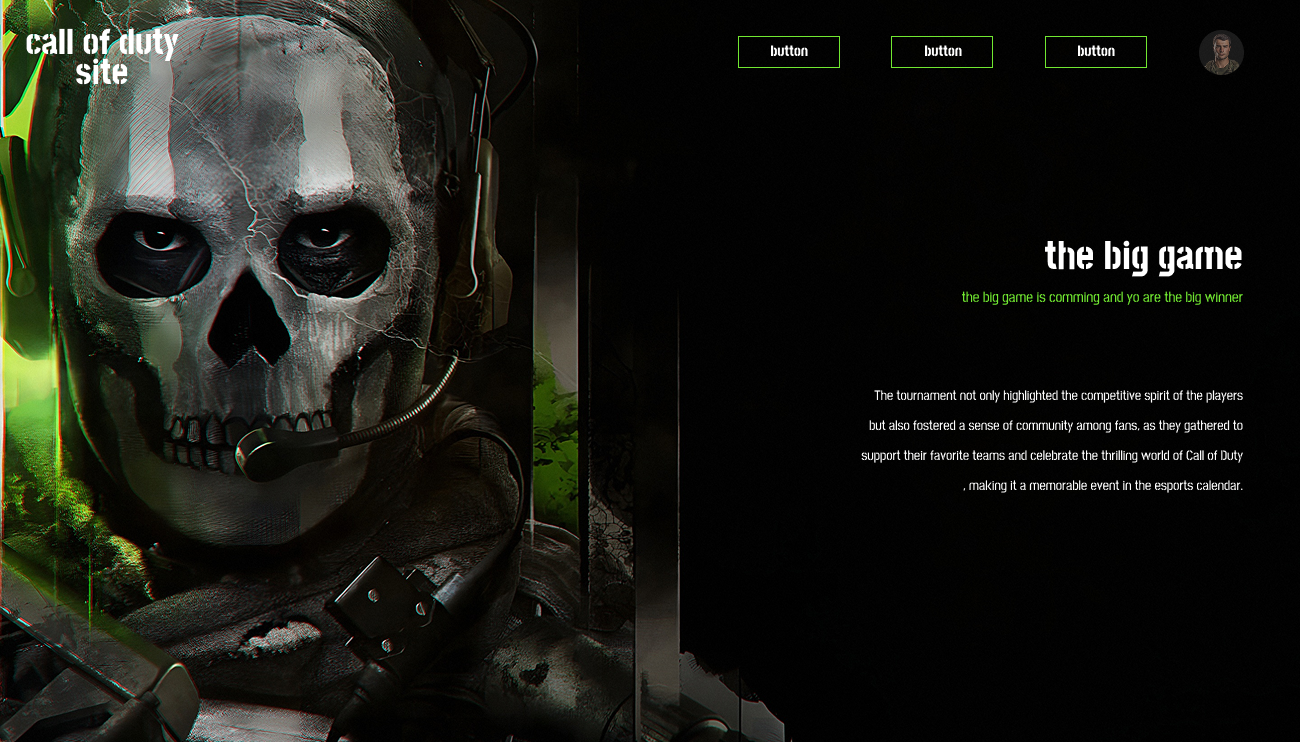 call of duty
site
button
button
button
the big game
the big game is comming and yo are the big winner
The tournament not only highlighted the competitive spirit of the players
but also fostered a sense of community among fans, as they gathered to
support their favorite teams and celebrate the thrilling world of Call of Duty
, making it a memorable event in the esports calendar.